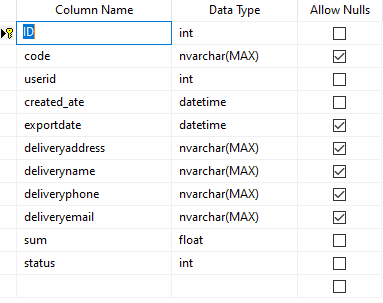 Column Name Data Type Allow Nulls
ID int
code nvarchar(MAX)
userid int
created_ate datetime
exportdate datetime
deliveryaddress nvarchar(MAX)
deliveryname nvarchar(MAX)
deliveryphone nvarchar(MAX)
deliveryemail nvarchar(MAX)
sum float
status int